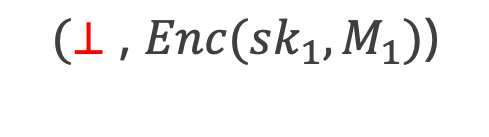 (⊥ , Enc(sk₁, M₁))